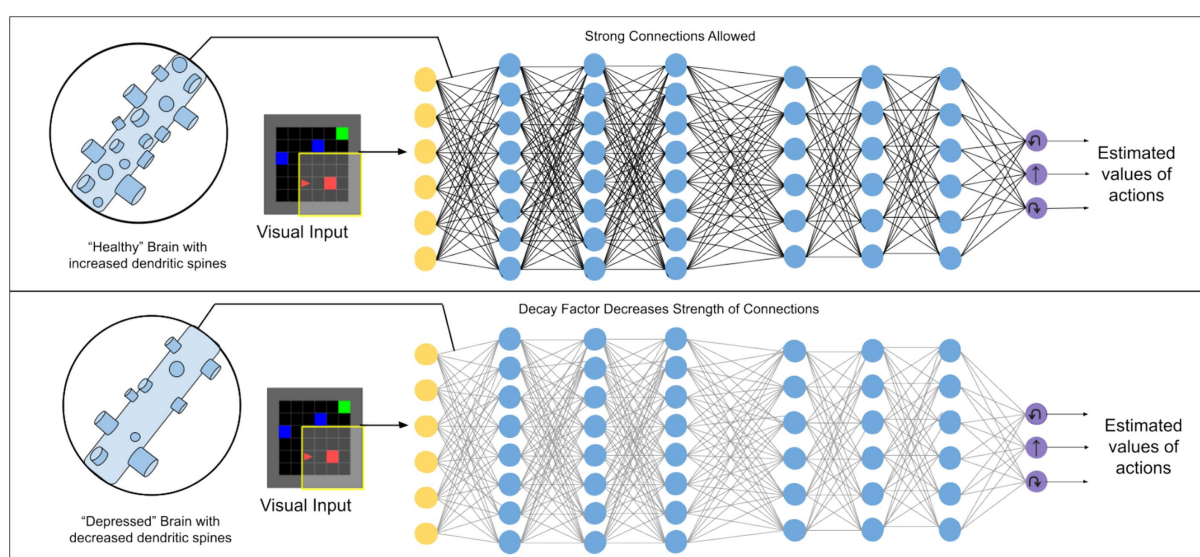 Strong Connections Allowed
Visual Input
Estimated
values of
actions
“Healthy” Brain with
increased dendritic spines
Decay Factor Decreases Strength of Connections
Visual Input
Estimated
values of
actions
“Depressed” Brain with
decreased dendritic spines